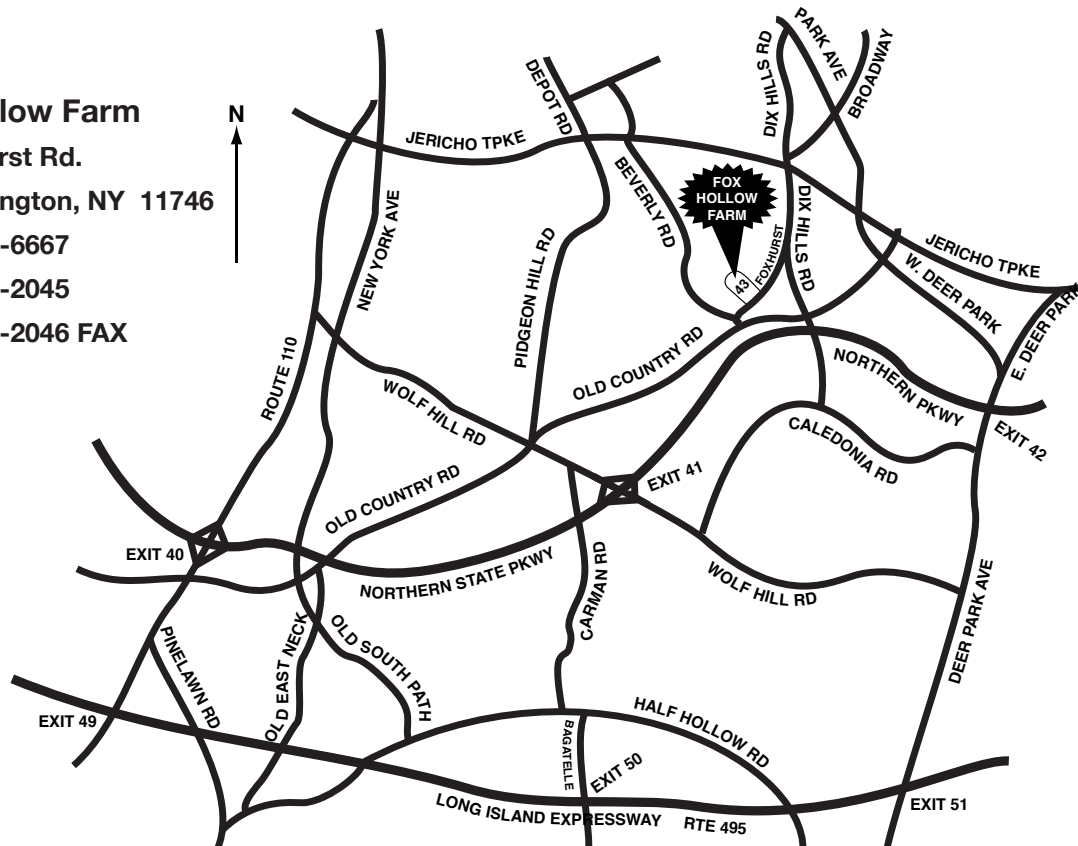 low Farm
rst Rd.
ngton, NY  11746
-6667
-2045
-2046 FAX
N
JERICHO TPKE
DEPOT RD
DIX HILLS RD
PARK AVE
BROADWAY
BEVERLY RD
FOX
HOLLOW
FARM
43
FOXHURST
DIX HILLS RD
JERICHO TPKE
W. DEER PARK
E. DEER PARK
NEW YORK AVE
PIDGEON HILL RD
ROUTE 110
WOLF HILL RD
OLD COUNTRY RD
NORTHERN PKWY
EXIT 42
CALEDONIA RD
EXIT 41
OLD COUNTRY RD
EXIT 40
NORTHERN STATE PKWY
CARMAN RD
WOLF HILL RD
DEER PARK AVE
PINELAWN RD
OLD EAST NECK
OLD SOUTH PATH
HALF HOLLOW RD
EXIT 49
BAGATELLE
EXIT 50
LONG ISLAND EXPRESSWAY
RTE 495
EXIT 51